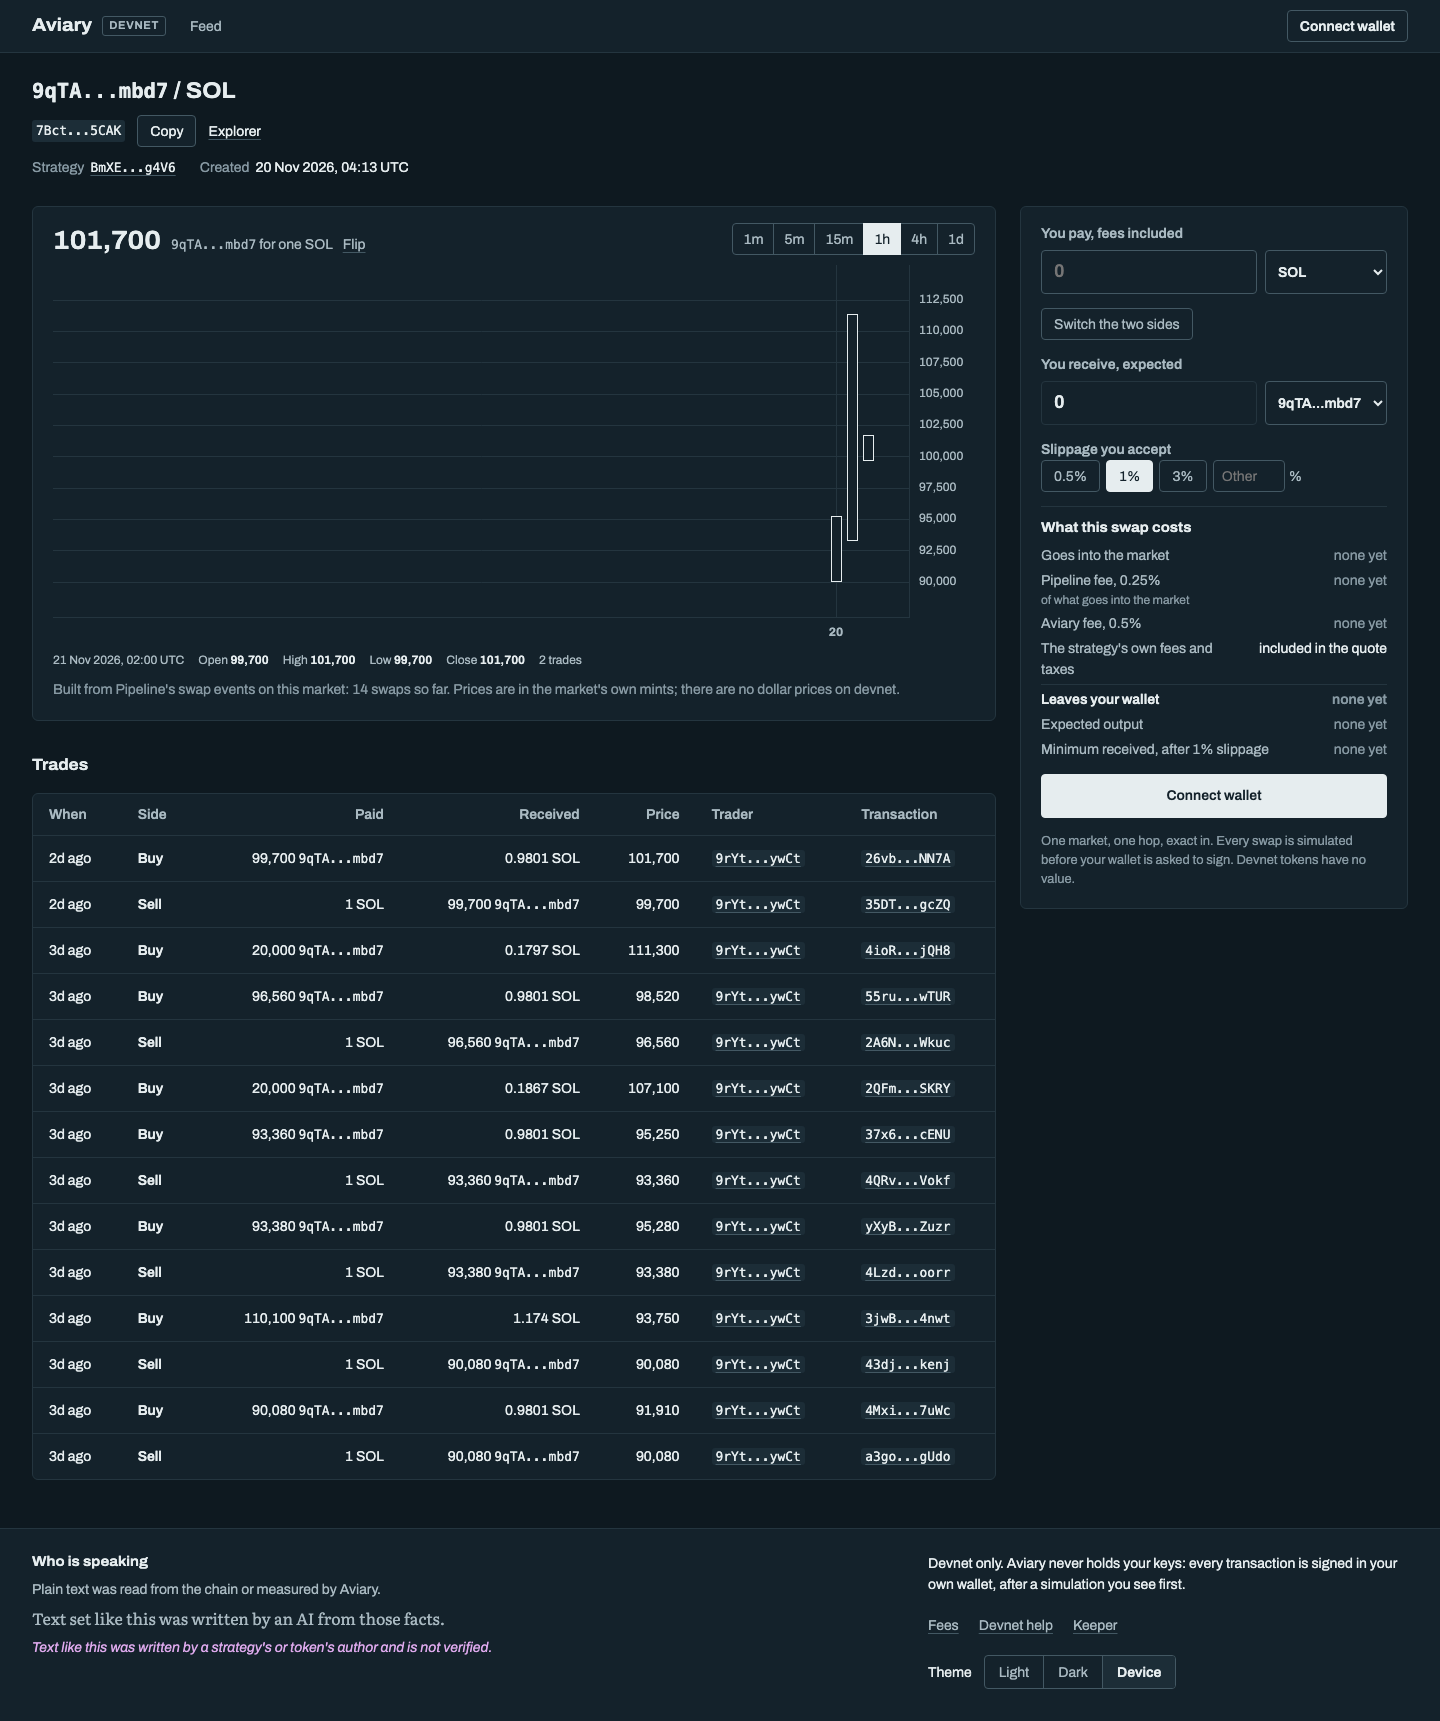 Aviary DEVNET Feed Connect wallet
9qTA...mbd7 / SOL
7Bct...5CAK Copy Explorer
Strategy BmXE...g4V6 Created 20 Nov 2026, 04:13 UTC
101,700 9qTA...mbd7 for one SOL Flip
1m 5m 15m 1h 4h 1d
112,500
110,000
107,500
105,000
102,500
100,000
97,500
95,000
92,500
90,000
20
21 Nov 2026, 02:00 UTC Open 99,700 High 101,700 Low 99,700 Close 101,700 2 trades
Built from Pipeline's swap events on this market: 14 swaps so far. Prices are in the market's own mints; there are no dollar prices on devnet.
You pay, fees included
0 SOL
Switch the two sides
You receive, expected
0 9qTA...mbd7
Slippage you accept
0.5% 1% 3% Other %
What this swap costs
Goes into the market none yet
Pipeline fee, 0.25% none yet
of what goes into the market
Aviary fee, 0.5% none yet
The strategy's own fees and included in the quote
taxes
Leaves your wallet none yet
Expected output none yet
Minimum received, after 1% slippage none yet
Connect wallet
One market, one hop, exact in. Every swap is simulated
before your wallet is asked to sign. Devnet tokens have no
value.
Trades
When Side Paid Received Price Trader Transaction
2d ago Buy 99,700 9qTA...mbd7 0.9801 SOL 101,700 9rYt...ywCt 26vb...NN7A
2d ago Sell 1 SOL 99,700 9qTA...mbd7 99,700 9rYt...ywCt 35DT...gcZQ
3d ago Buy 20,000 9qTA...mbd7 0.1797 SOL 111,300 9rYt...ywCt 4ioR...jQH8
3d ago Buy 96,560 9qTA...mbd7 0.9801 SOL 98,520 9rYt...ywCt 55ru...wTUR
3d ago Sell 1 SOL 96,560 9qTA...mbd7 96,560 9rYt...ywCt 2A6N...Wkuc
3d ago Buy 20,000 9qTA...mbd7 0.1867 SOL 107,100 9rYt...ywCt 2QFm...SKRY
3d ago Buy 93,360 9qTA...mbd7 0.9801 SOL 95,250 9rYt...ywCt 37x6...cENU
3d ago Sell 1 SOL 93,360 9qTA...mbd7 93,360 9rYt...ywCt 4QRv...Vokf
3d ago Buy 93,380 9qTA...mbd7 0.9801 SOL 95,280 9rYt...ywCt yXyB...Zuzr
3d ago Sell 1 SOL 93,380 9qTA...mbd7 93,380 9rYt...ywCt 4Lzd...oorr
3d ago Buy 110,100 9qTA...mbd7 1.174 SOL 93,750 9rYt...ywCt 3jwB...4nwt
3d ago Sell 1 SOL 90,080 9qTA...mbd7 90,080 9rYt...ywCt 43dj...kenj
3d ago Buy 90,080 9qTA...mbd7 0.9801 SOL 91,910 9rYt...ywCt 4Mxi...7uWc
3d ago Sell 1 SOL 90,080 9qTA...mbd7 90,080 9rYt...ywCt a3go...gUdo
Who is speaking
Plain text was read from the chain or measured by Aviary.
Text set like this was written by an AI from those facts.
Text like this was written by a strategy's or token's author and is not verified.
Devnet only. Aviary never holds your keys: every transaction is signed in your
own wallet, after a simulation you see first.
Fees Devnet help Keeper
Theme Light Dark Device